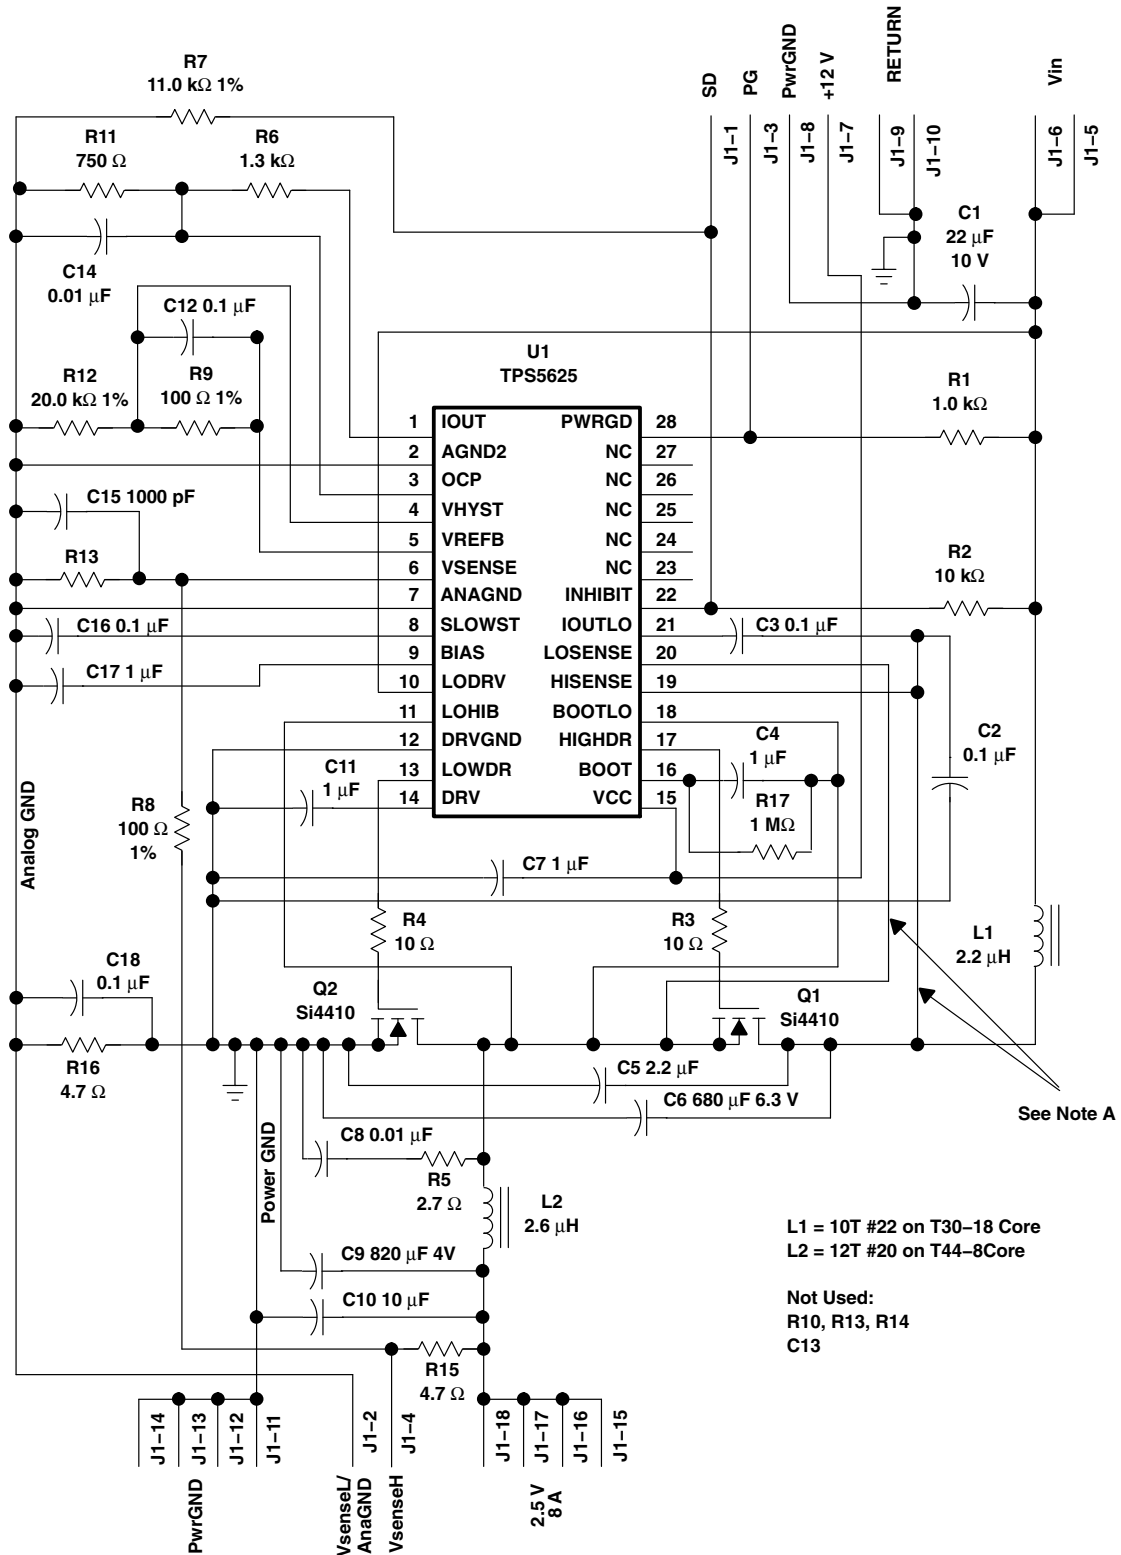 R7
11.0 kΩ 1%
R11
750 Ω
R6
1.3 kΩ
C14
0.01 μF
C12 0.1 μF
R12
20.0 kΩ 1%
R9
100 Ω 1%
SD
J1−1
PG
J1−3
PwrGND
J1−8
+12 V
J1−7
RETURN
J1−9
J1−10
Vin
J1−6
J1−5
C1
22 μF
10 V
U1
TPS5625
R1
1.0 kΩ
1 IOUT PWRGD 28
2 AGND2 NC 27
3 OCP NC 26
4 VHYST NC 25
5 VREFB NC 24
6 VSENSE NC 23
7 ANAGND INHIBIT 22
8 SLOWST IOUTLO 21
9 BIAS LOSENSE 20
10 LODRV HISENSE 19
11 LOHIB BOOTLO 18
12 DRVGND HIGHDR 17
13 LOWDR BOOT 16
14 DRV VCC 15
C15 1000 pF
R13
R2
10 kΩ
C16 0.1 μF
C3 0.1 μF
C17 1 μF
C2
0.1 μF
C4
1 μF
R17
1 MΩ
C11
1 μF
Analog GND
R8
100 Ω
1%
C7 1 μF
R4
10 Ω
R3
10 Ω
L1
2.2 μH
C18
0.1 μF
Q2
Si4410
Q1
Si4410
R16
4.7 Ω
C5 2.2 μF
C6 680 μF 6.3 V
See Note A
C8 0.01 μF
Power GND
R5
2.7 Ω
L2
2.6 μH
L1 = 10T #22 on T30−18 Core
L2 = 12T #20 on T44−8Core
C9 820 μF 4V
Not Used:
R10, R13, R14
C13
C10 10 μF
R15
4.7 Ω
J1−14
J1−13
J1−12
J1−11
J1−2
J1−4
J1−18
J1−17
J1−16
J1−15
PwrGND
VsenseL/
AnaGND
VsenseH
2.5 V
8 A